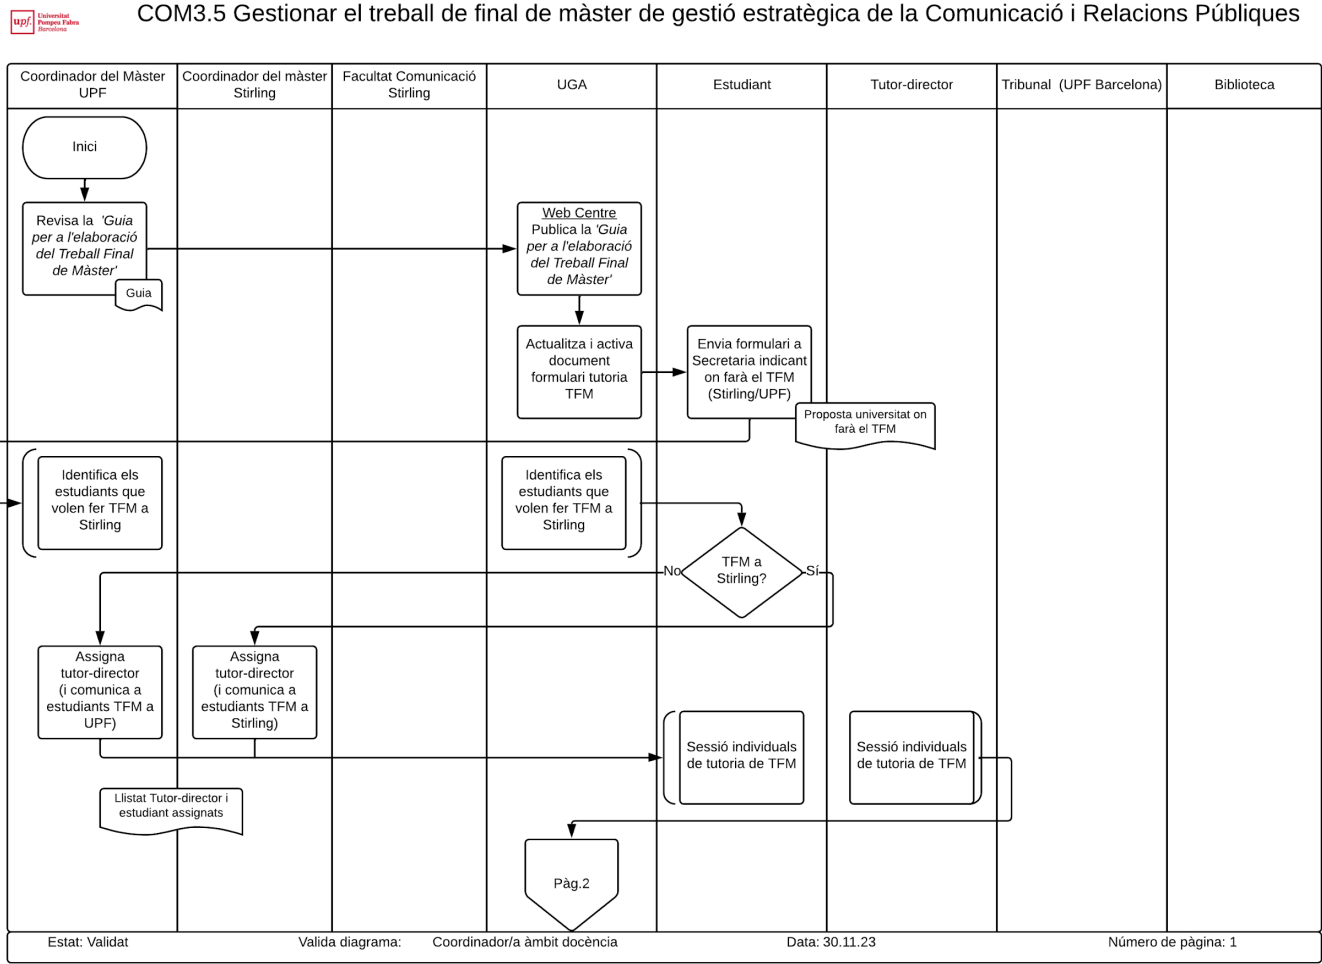 COM3.5 Gestionar el treball de final de màster de gestió estratègica de la Comunicació i Relacions Públiques
upf.
Universitat
Pompeu Fabra
Barcelona
Coordinador del Màster
UPF
Coordinador del màster
Stirling
Facultat Comunicació
Stirling
UGA
Estudiant
Tutor-director
Tribunal (UPF Barcelona)
Biblioteca
Inici
Revisa la 'Guia
per a l'elaboració
del Treball Final
de Màster'
Guia
Web Centre
Publica la 'Guia
per a l'elaboració
del Treball Final
de Màster'
Actualitza i activa
document
formulari tutoria
TFM
Envia formulari a
Secretaria indicant
on farà el TFM
(Stirling/UPF)
Proposta universitat on
farà el TFM
Identifica els
estudiants que
volen fer TFM a
Stirling
Identifica els
estudiants que
volen fer TFM a
Stirling
TFM a
Stirling?
No
Sí
Assigna
tutor-director
(i comunica a
estudiants TFM a
UPF)
Assigna
tutor-director
(i comunica a
estudiants TFM a
Stirling)
Sessió individuals
de tutoria de TFM
Sessió individuals
de tutoria de TFM
Llistat Tutor-director i
estudiant assignats
Pàg.2
Estat: Validat
Valida diagrama:
Coordinador/a àmbit docència
Data: 30.11.23
Número de pàgina: 1